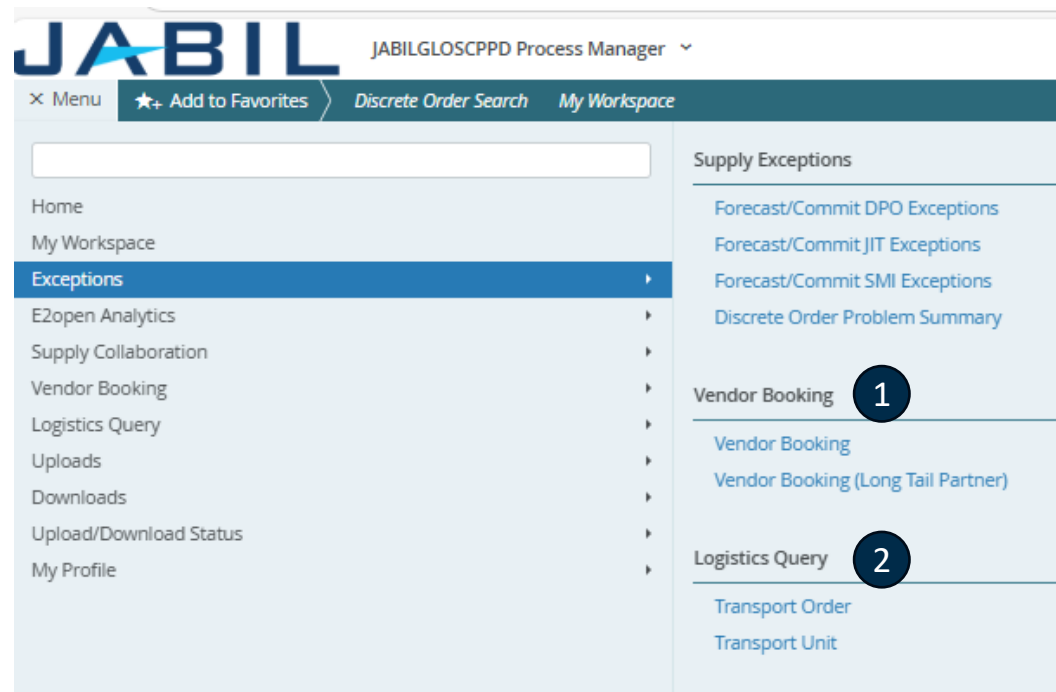 JABIL
JABILGLOSCPPD Process Manager
× Menu
Add to Favorites
Discrete Order Search
My Workspace
Home
My Workspace
Exceptions
E2open Analytics
Supply Collaboration
Vendor Booking
Logistics Query
Uploads
Downloads
Upload/Download Status
My Profile
Supply Exceptions
Forecast/Commit DPO Exceptions
Forecast/Commit JIT Exceptions
Forecast/Commit SMI Exceptions
Discrete Order Problem Summary
Vendor Booking 1
Vendor Booking
Vendor Booking (Long Tail Partner)
Logistics Query 2
Transport Order
Transport Unit